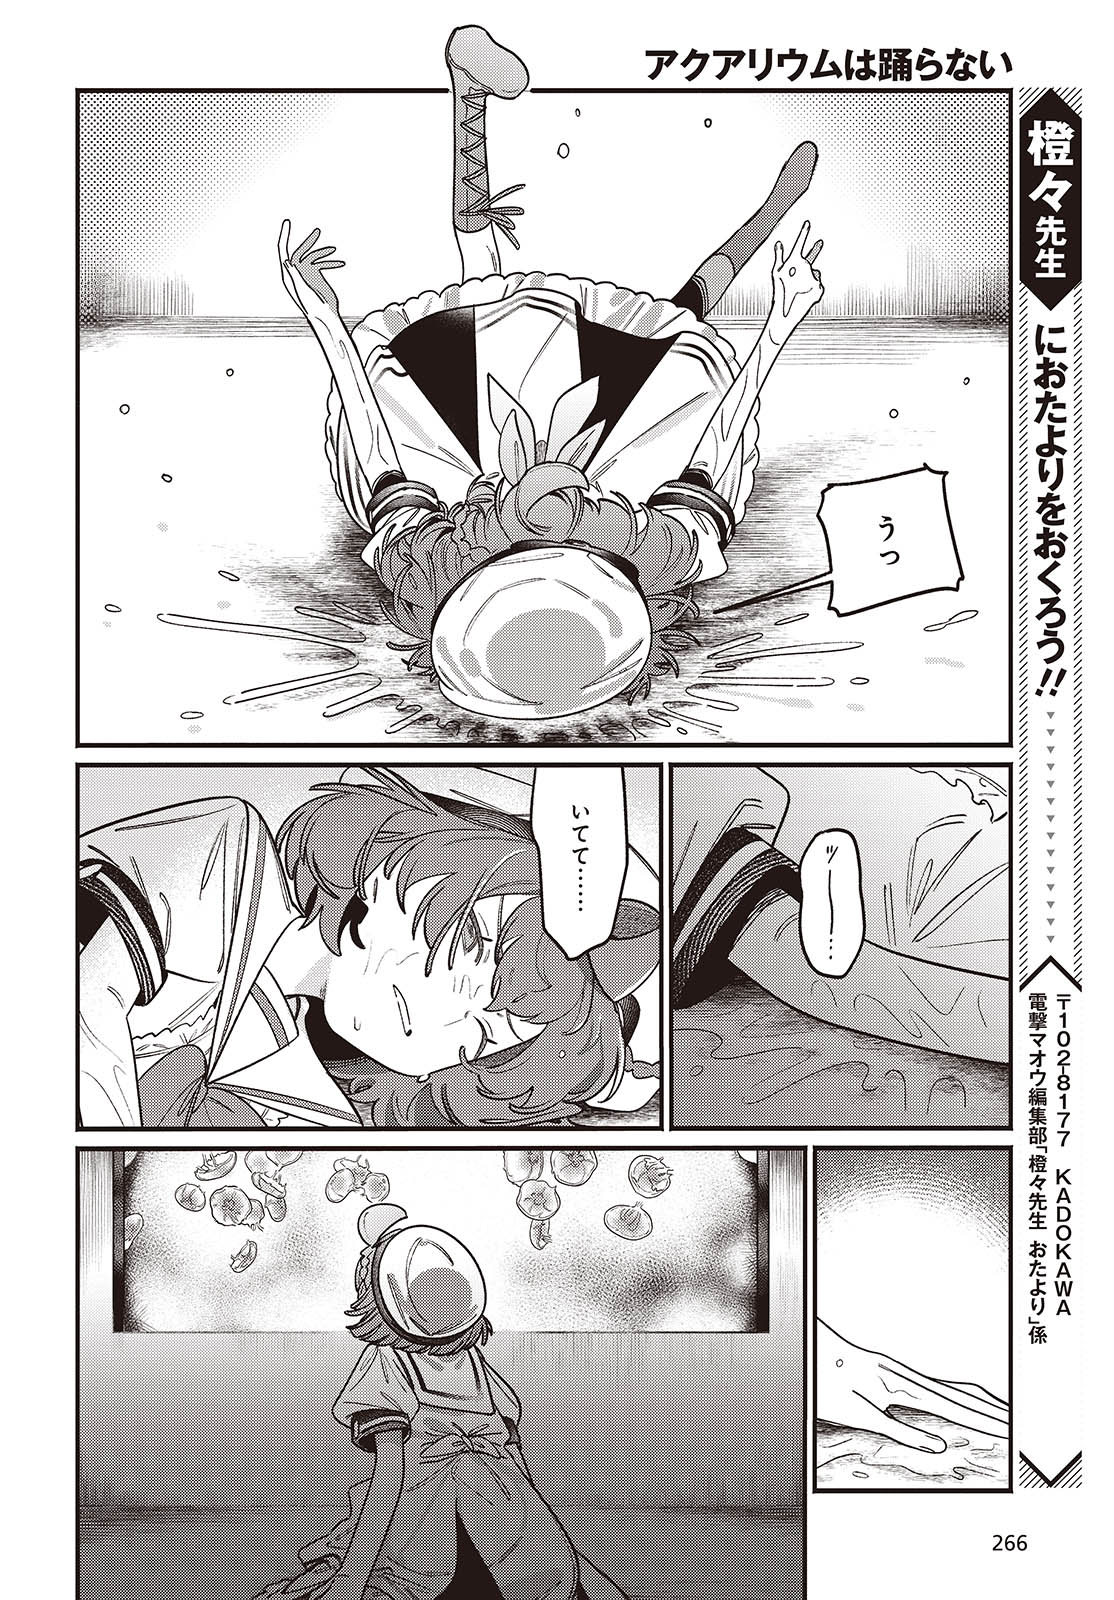 アクアリウムは踊らない
橙々先生
におたよりをおくろう!!
〒102-8177 KADOKAWA
電撃マオウ編集部「橙々先生 おたより」係
うっ
ッー…
いてて……
266